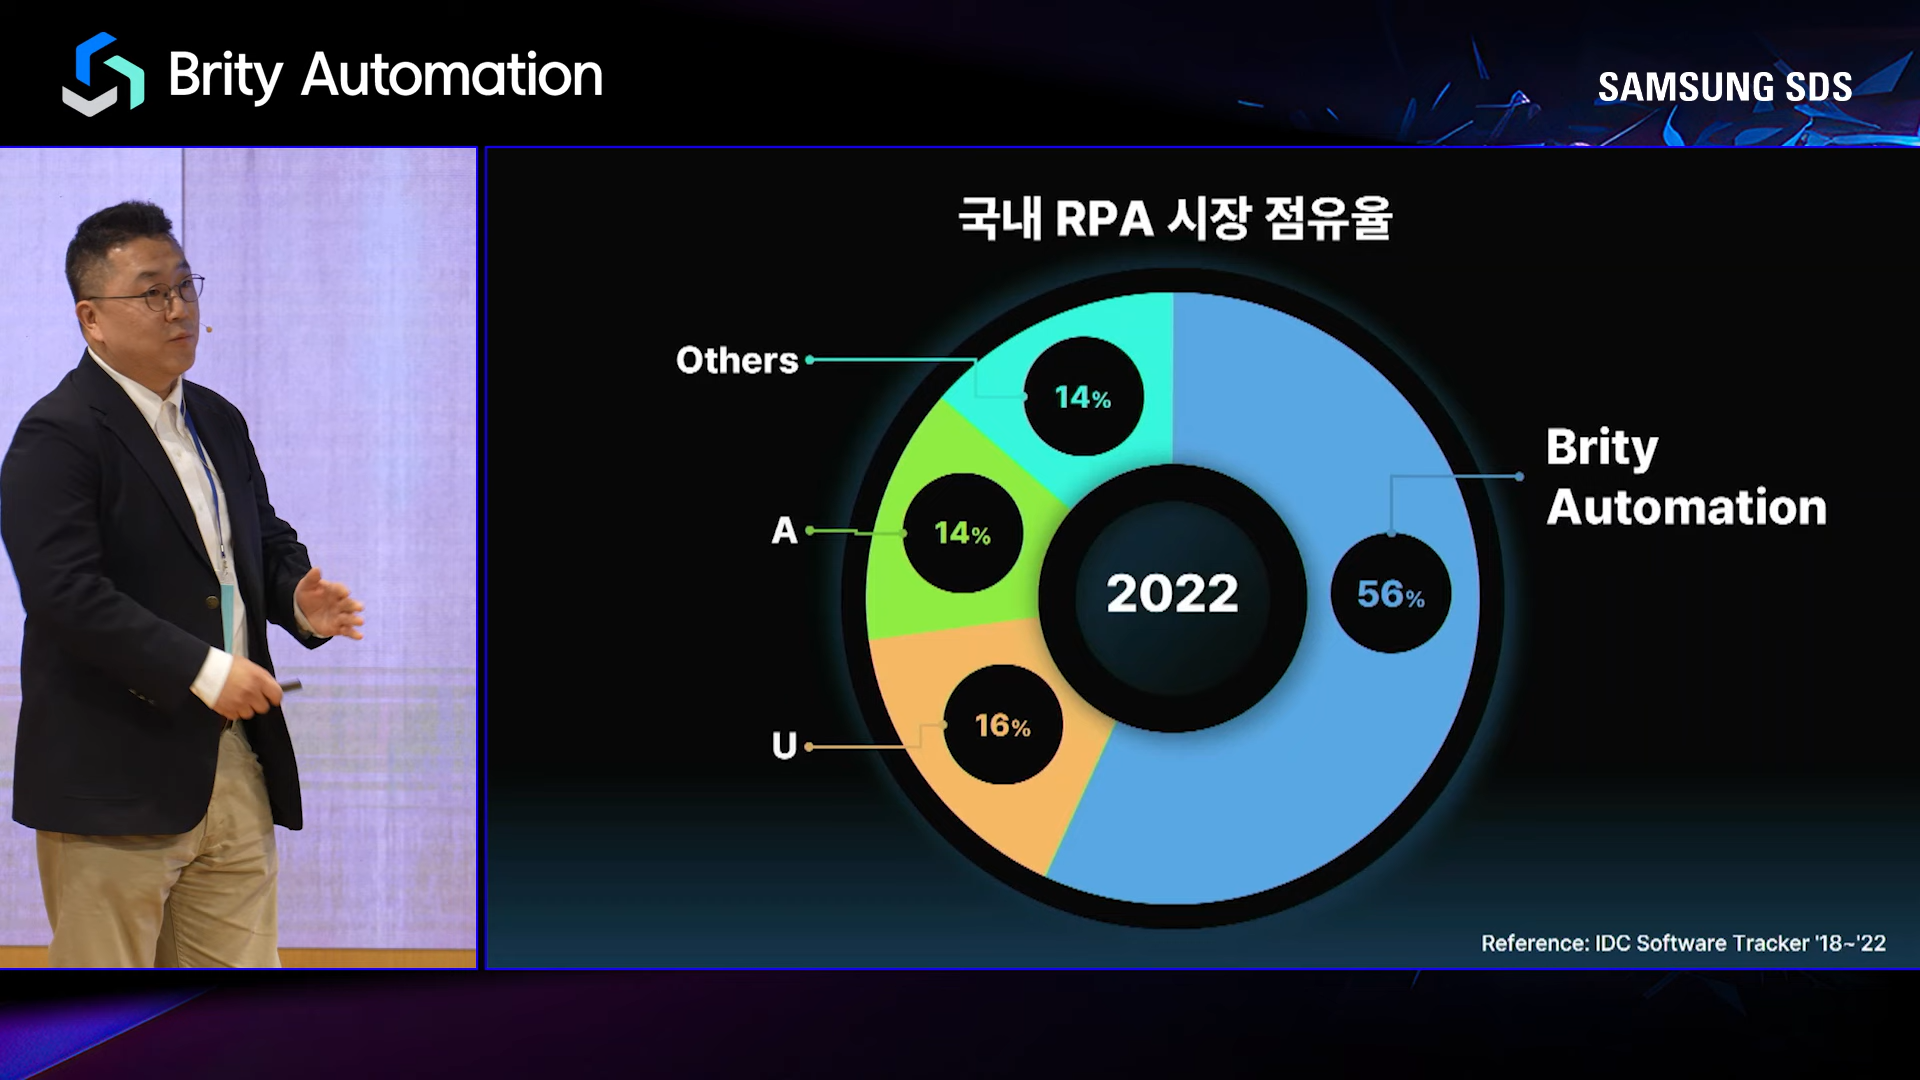 Brity Automation
SAMSUNG SDS
국내 RPA 시장 점유율
Others
14%
A
14%
U
16%
2022
56%
Brity
Automation
Reference: IDC Software Tracker '18~'22